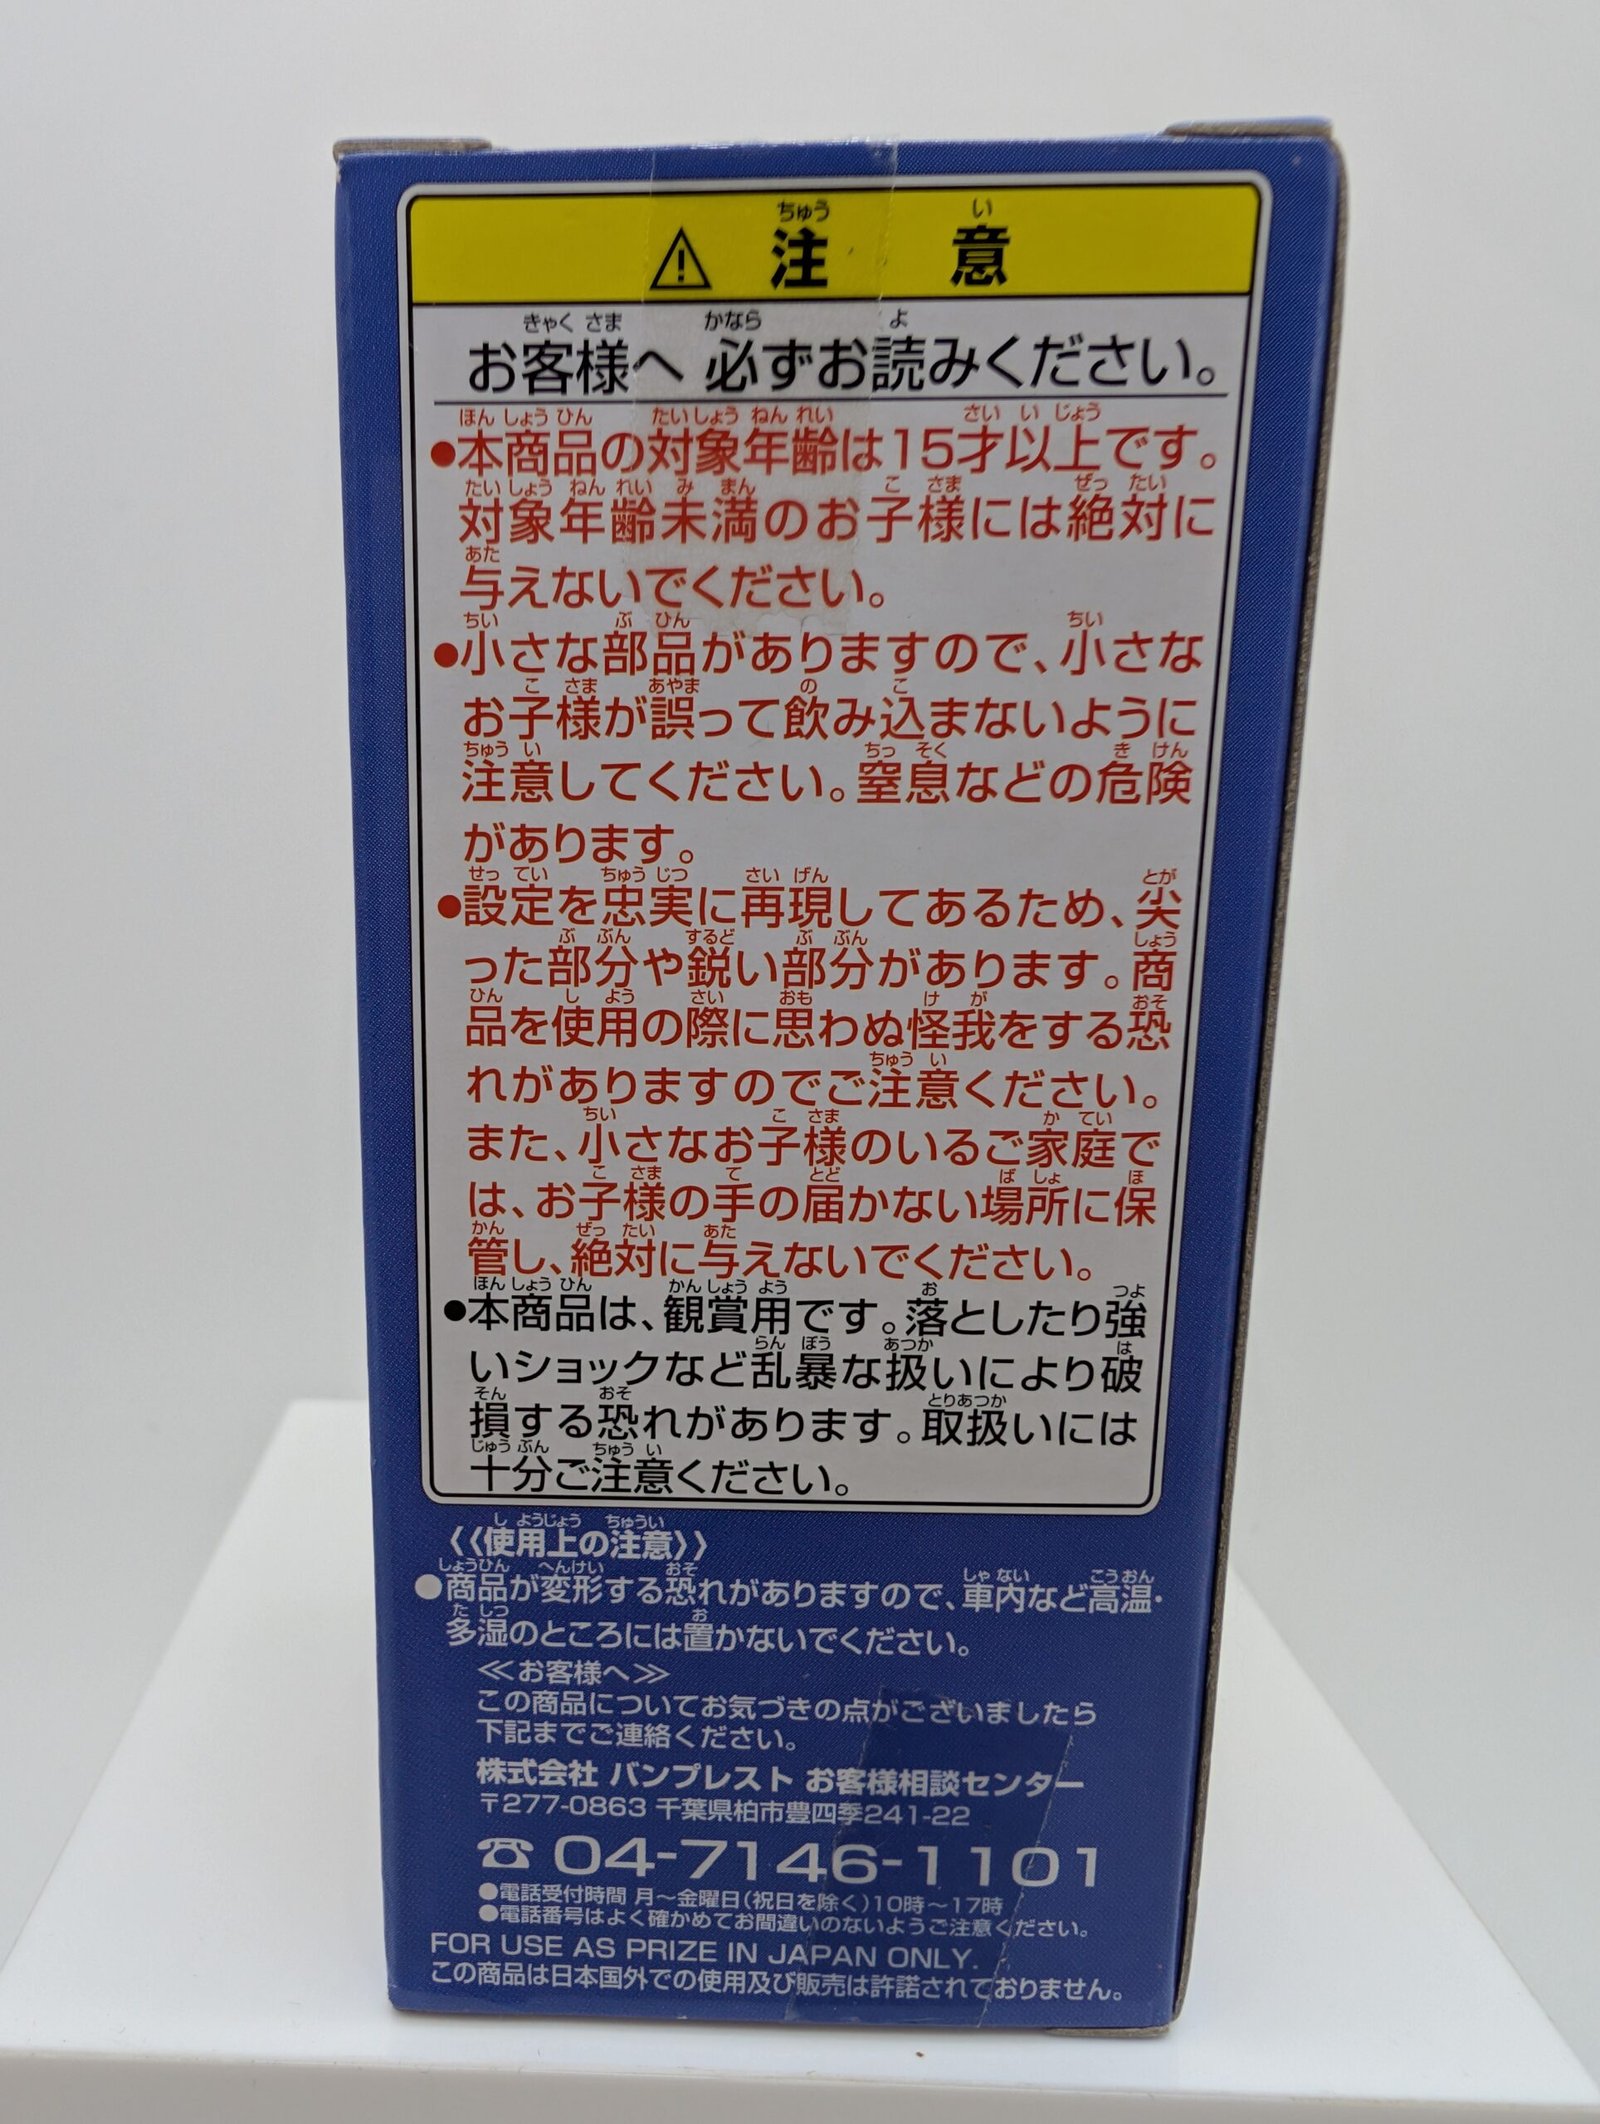 ⚠ 注意
お客様へ 必ずお読みください。
●本商品の対象年齢は15才以上です。
対象年齢未満のお子様には絶対に
与えないでください。
●小さな部品がありますので、小さな
お子様が誤って飲み込まないように
注意してください。窒息などの危険
があります。
●設定を忠実に再現してあるため、尖
った部分や鋭い部分があります。商
品を使用の際に思わぬ怪我をする恐
れがありますのでご注意ください。
また、小さなお子様のいるご家庭で
は、お子様の手の届かない場所に保
管し、絶対に与えないでください。
●本商品は、観賞用です。落としたり強
いショックなど乱暴な扱いにより破
損する恐れがあります。取扱いには
十分ご注意ください。
《使用上の注意》
●商品が変形する恐れがありますので、車内など高温・
多湿のところには置かないでください。
≪お客様へ≫
この商品についてお気づきの点がございましたら
下記までご連絡ください。
株式会社 バンプレスト お客様相談センター
〒277-0863 千葉県柏市豊四季241-22
☎ 04-7146-1101
●電話受付時間 月～金曜日(祝日を除く)10時～17時
●電話番号はよく確かめてお間違いのないようご注意ください。
FOR USE AS PRIZE IN JAPAN ONLY.
この商品は日本国外での使用及び販売は許諾されておりません。